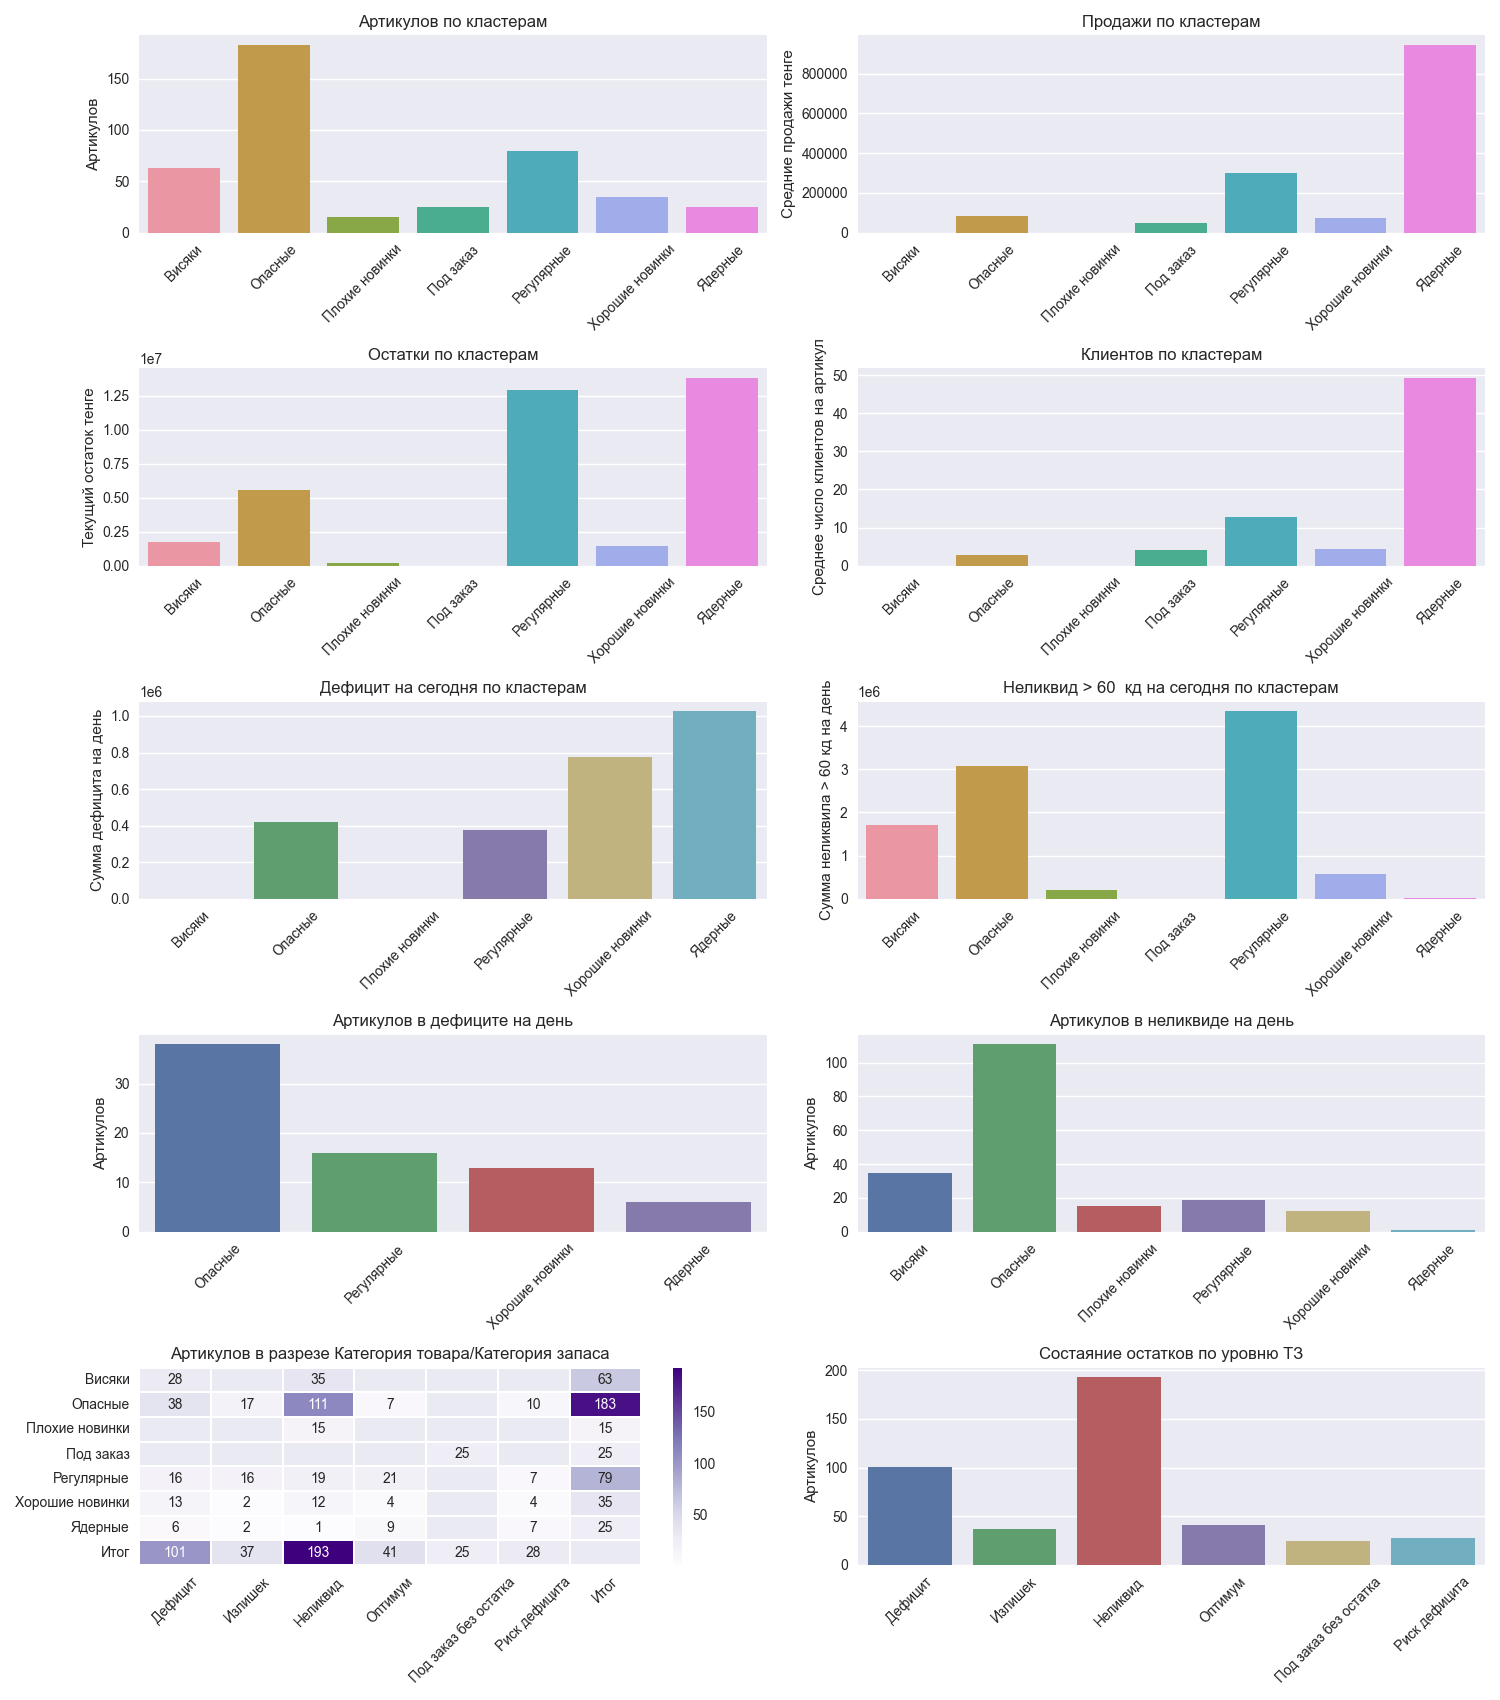 Артикулов по кластерам
Артикулов
150
100
50
0
Висяки
Опасные
Плохие новинки
Под заказ
Регулярные
Хорошие новинки
Ядерные
Продажи по кластерам
Средние продажи тенге
800000
600000
400000
200000
0
Висяки
Опасные
Плохие новинки
Под заказ
Регулярные
Хорошие новинки
Ядерные
Остатки по кластерам
1e7
Текущий остаток тенге
1.25
1.00
0.75
0.50
0.25
0.00
Висяки
Опасные
Плохие новинки
Под заказ
Регулярные
Хорошие новинки
Ядерные
Клиентов по кластерам
Среднее число клиентов на артикул
50
40
30
20
10
0
Висяки
Опасные
Плохие новинки
Под заказ
Регулярные
Хорошие новинки
Ядерные
Дефицит на сегодня по кластерам
1e6
Сумма дефицита на день
1.0
0.8
0.6
0.4
0.2
0.0
Висяки
Опасные
Плохие новинки
Регулярные
Хорошие новинки
Ядерные
Неликвид > 60  кд на сегодня по кластерам
1e6
Сумма неликвила > 60 кд на день
4
3
2
1
0
Висяки
Опасные
Плохие новинки
Под заказ
Регулярные
Хорошие новинки
Ядерные
Артикулов в дефиците на день
Артикулов
30
20
10
0
Опасные
Регулярные
Хорошие новинки
Ядерные
Артикулов в неликвиде на день
Артикулов
100
80
60
40
20
0
Висяки
Опасные
Плохие новинки
Регулярные
Хорошие новинки
Ядерные
Артикулов в разрезе Категория товара/Категория запаса
Висяки 28 35 63
Опасные 38 17 111 7 10 183
Плохие новинки 15 15
Под заказ 25 25
Регулярные 16 16 19 21 7 79
Хорошие новинки 13 2 12 4 4 35
Ядерные 6 2 1 9 7 25
Итог 101 37 193 41 25 28
Дефицит
Излишек
Неликвид
Оптимум
Под заказ без остатка
Риск дефицита
Итог
150
100
50
Состаяние остатков по уровню ТЗ
Артикулов
200
150
100
50
0
Дефицит
Излишек
Неликвид
Оптимум
Под заказ без остатка
Риск дефицита